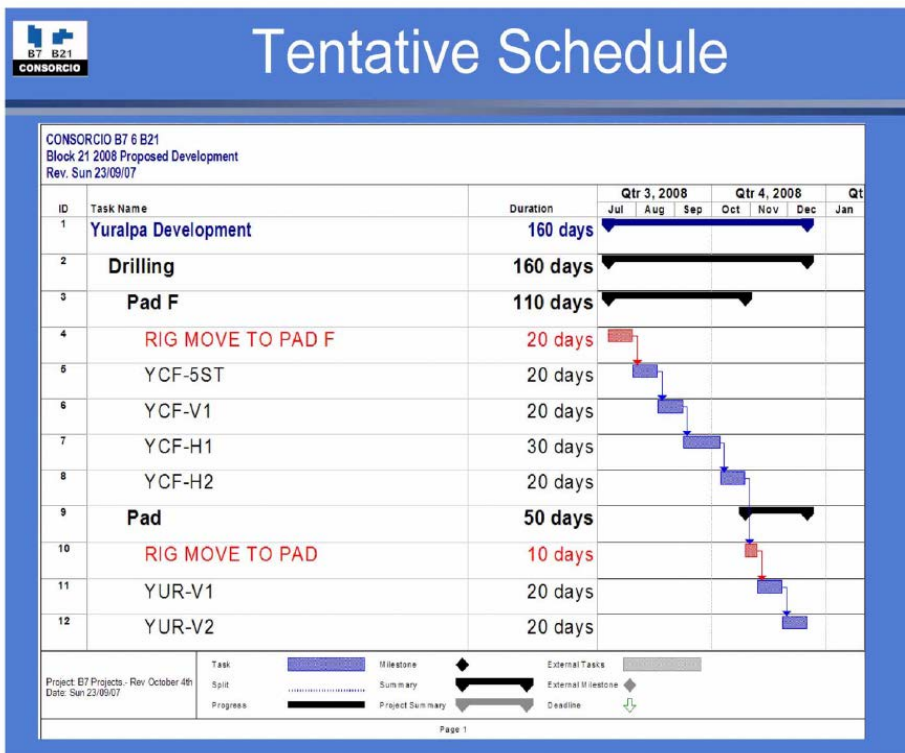 B7 B21
CONSORCIO
Tentative Schedule
CONSORCIO B7 6 B21
Block 21 2008 Proposed Development
Rev. Sun 23/09/07
ID Task Name Duration Qtr 3, 2008 Qtr 4, 2008 Qt
Jul Aug Sep Oct Nov Dec Jan
1 Yuralpa Development 160 days
2 Drilling 160 days
3 Pad F 110 days
4 RIG MOVE TO PAD F 20 days
5 YCF-5ST 20 days
6 YCF-V1 20 days
7 YCF-H1 30 days
8 YCF-H2 20 days
9 Pad 50 days
10 RIG MOVE TO PAD 10 days
11 YUR-V1 20 days
12 YUR-V2 20 days
Project: B7 Projects.- Rev October 4th
Date: Sun 23/09/07
Task Milestone External Tasks
Split Summary External Milestone
Progress Project Summary Deadline
Page 1